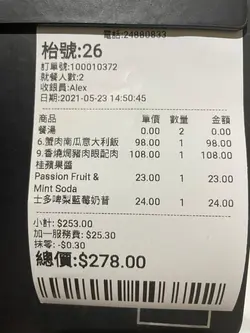 電話:24880833
枱號:26
訂單號:100010372
就餐人數:2
收銀員:Alex
日期:2021-05-23 14:50:45
商品 單價 數量 金額
餐湯 0.00 2 0.00
6.蟹肉南瓜意大利飯 98.00 1 98.00
9.香燒焗豬肉眼配肉桂蘋果醬 108.00 1 108.00
Passion Fruit & 23.00 1 23.00
Mint Soda
士多啤梨藍莓奶昔 24.00 1 24.00
小計: $253.00
加一服務費: $25.30
抹零: -$0.30
總價:$278.00